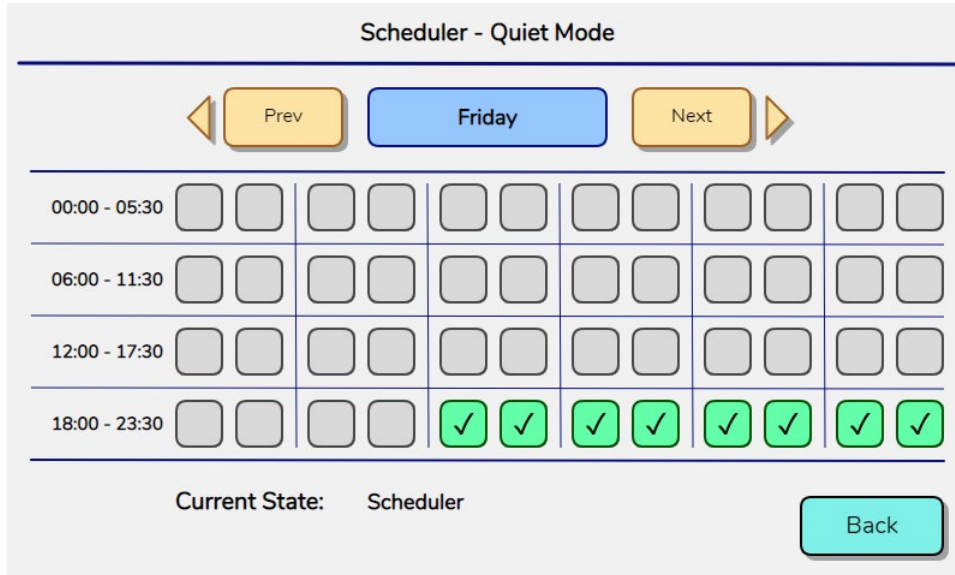 Scheduler - Quiet Mode
Prev Friday Next
00:00 - 05:30
06:00 - 11:30
12:00 - 17:30
18:00 - 23:30 ✓ ✓ ✓ ✓ ✓ ✓ ✓ ✓
Current State: Scheduler
Back